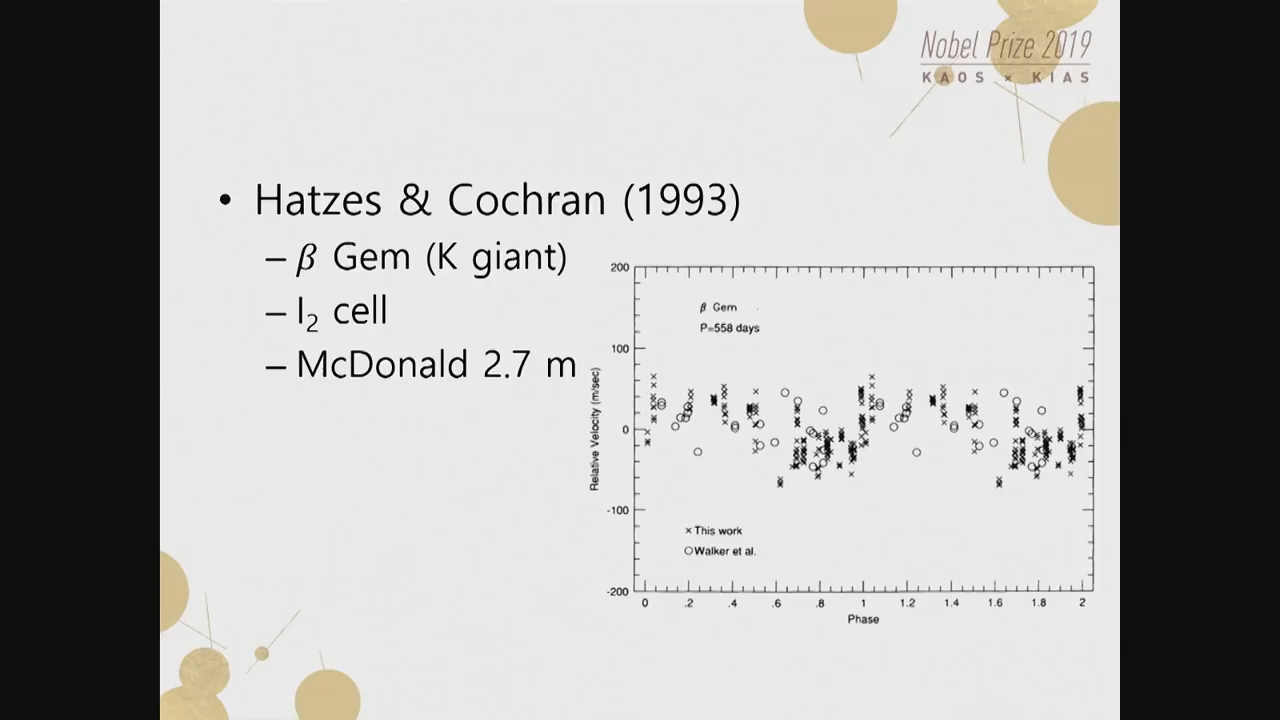 Nobel Prize 2019
KAOS × KIAS
• Hatzes & Cochran (1993)
– β Gem (K giant)
– I₂ cell
– McDonald 2.7 m
200
100
0
-100
-200
Relative Velocity (m/sec)
β Gem
P=558 days
× This work
○ Walker et al.
0 .2 .4 .6 .8 1 1.2 1.4 1.6 1.8 2
Phase